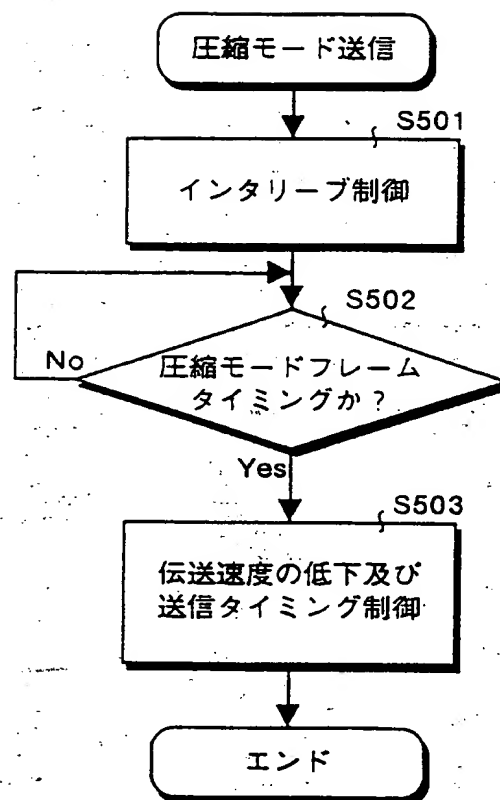 圧縮モード送信
S501
インタリーブ制御
S502
No
圧縮モードフレーム
タイミングか？
Yes
S503
伝送速度の低下及び
送信タイミング制御
エンド